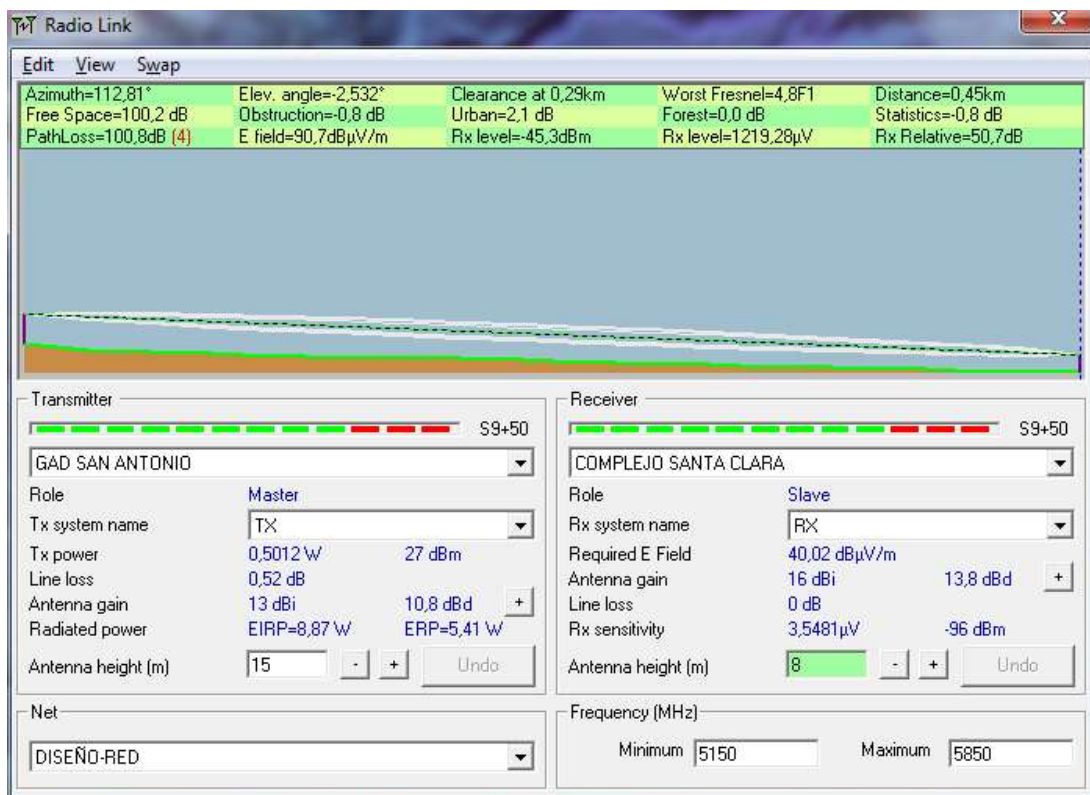 Radio Link
Edit View Swap
Azimuth=112,81° Elev. angle=-2,532° Clearance at 0,29km Worst Fresnel=4,8F1 Distance=0,45km
Free Space=100,2 dB Obstruction=-0,8 dB Urban=2,1 dB Forest=0,0 dB Statistics=-0,8 dB
PathLoss=100,8dB (4) E field=90,7dBµV/m Rx level=-45,3dBm Rx level=1219,28µV Rx Relative=50,7dB
Transmitter
S9+50
GAD SAN ANTONIO
Role Master
Tx system name TX
Tx power 0,5012 W 27 dBm
Line loss 0,52 dB
Antenna gain 13 dBi 10,8 dBd +
Radiated power EIRP=8,87 W ERP=5,41 W
Antenna height (m) 15 - + Undo
Receiver
S9+50
COMPLEJO SANTA CLARA
Role Slave
Rx system name RX
Required E Field 40,02 dBµV/m
Antenna gain 16 dBi 13,8 dBd +
Line loss 0 dB
Rx sensitivity 3,5481µV -96 dBm
Antenna height (m) 8 - + Undo
Net
DISEÑO-RED
Frequency (MHz)
Minimum 5150 Maximum 5850